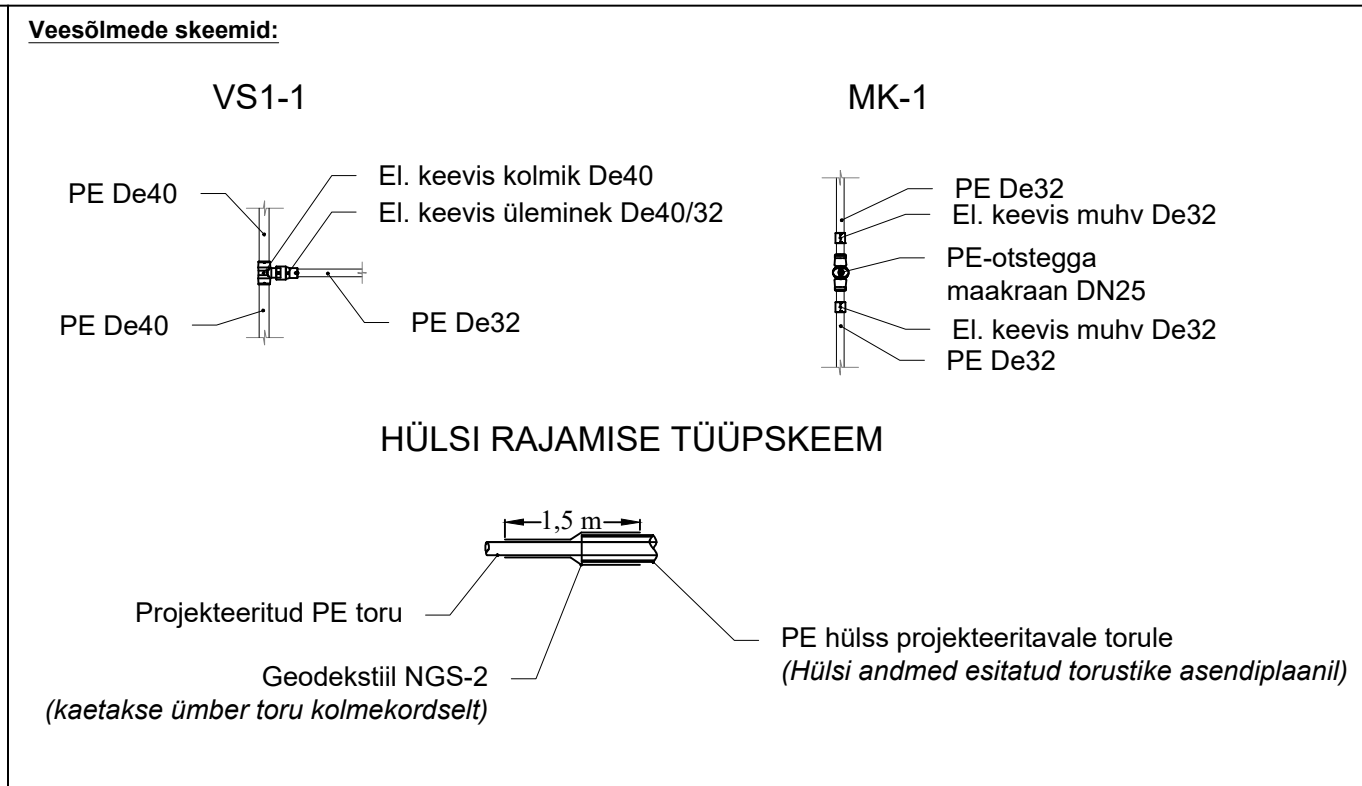 Veesõlmede skeemid:
VS1-1
PE De40
El. keevis kolmik De40
El. keevis üleminek De40/32
PE De40
PE De32
MK-1
PE De32
El. keevis muhv De32
PE-otstegga
maakraan DN25
El. keevis muhv De32
PE De32
HÜLSI RAJAMISE TÜÜPSKEEM
1,5 m
Projekteeritud PE toru
Geodekstiil NGS-2
(kaetakse ümber toru kolmekordselt)
PE hülss projekteeritavale torule
(Hülsi andmed esitatud torustike asendiplaanil)